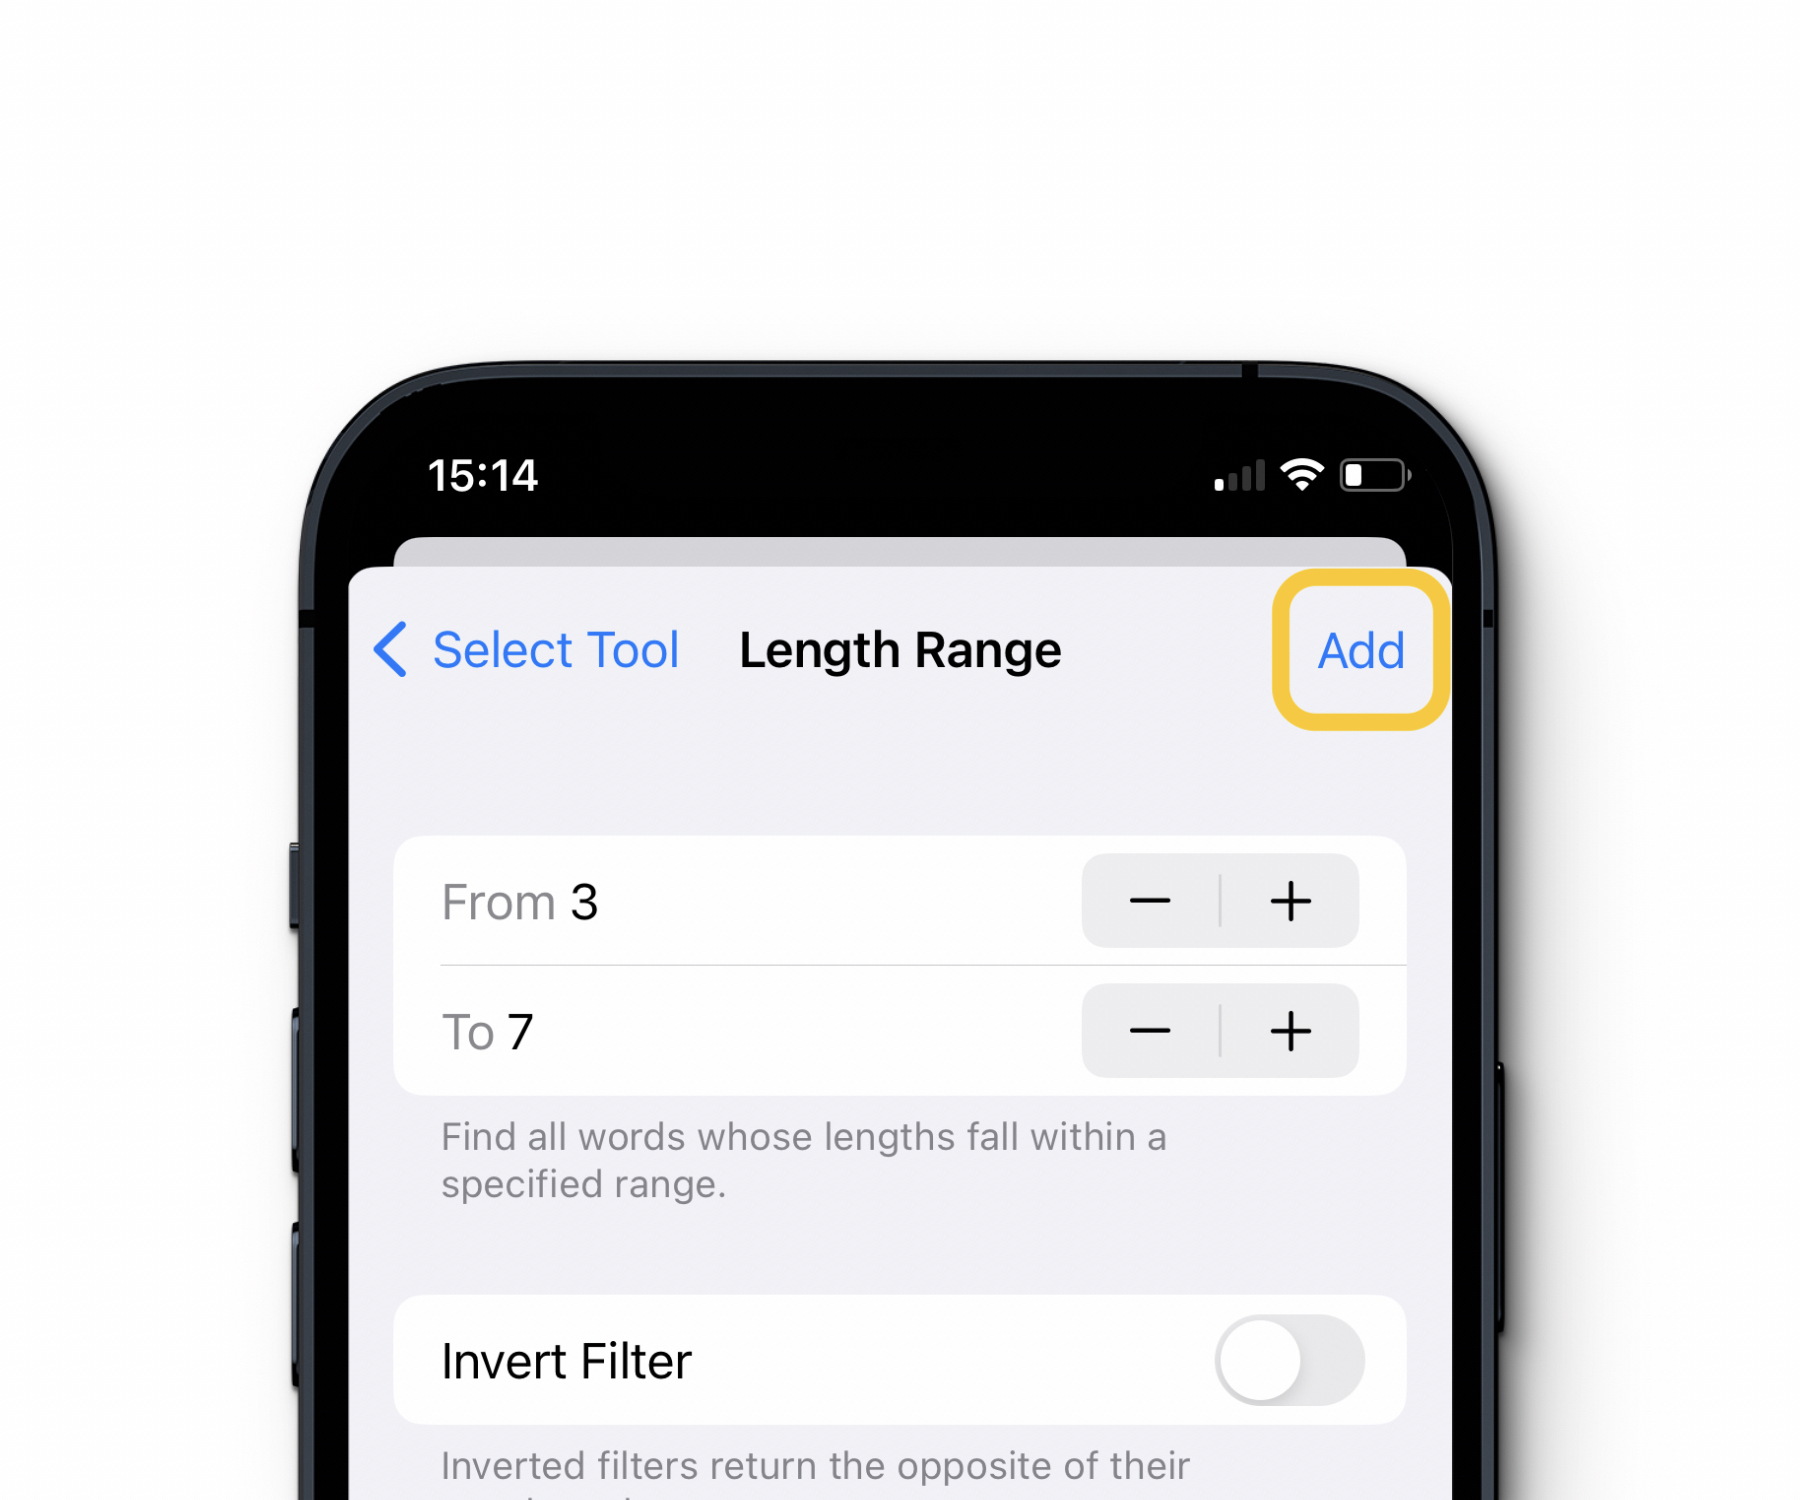 15:14
Select Tool Length Range Add
From 3
To 7
Find all words whose lengths fall within a
specified range.
Invert Filter
Inverted filters return the opposite of their